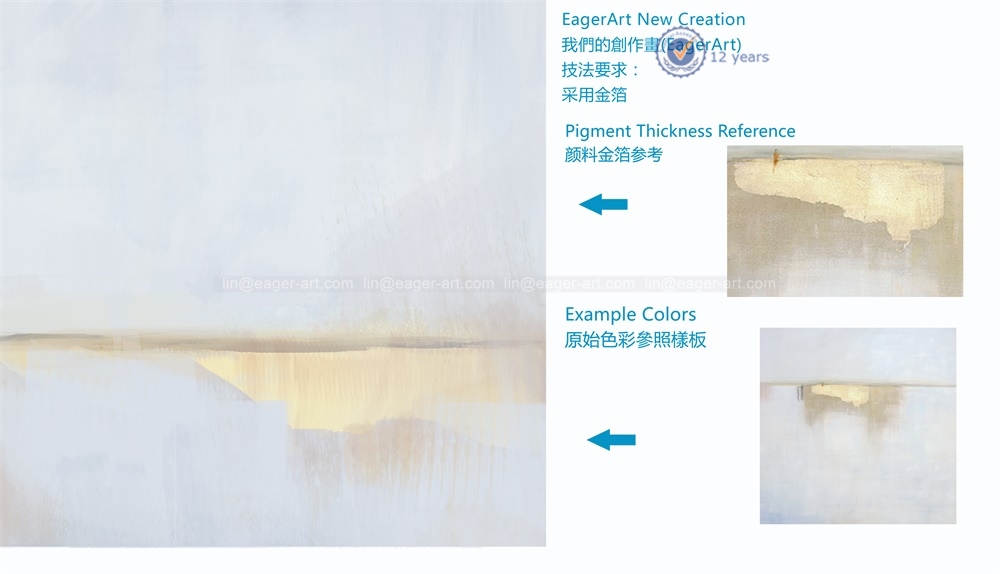 EagerArt New Creation
我們的創作畫(EagerArt)
12 years
技法要求：
采用金箔
Pigment Thickness Reference
颜料金箔参考
lin@eager-art.com lin@eager-art.com lin@eager-art.com lin@eager-art.com
Example Colors
原始色彩參照樣板